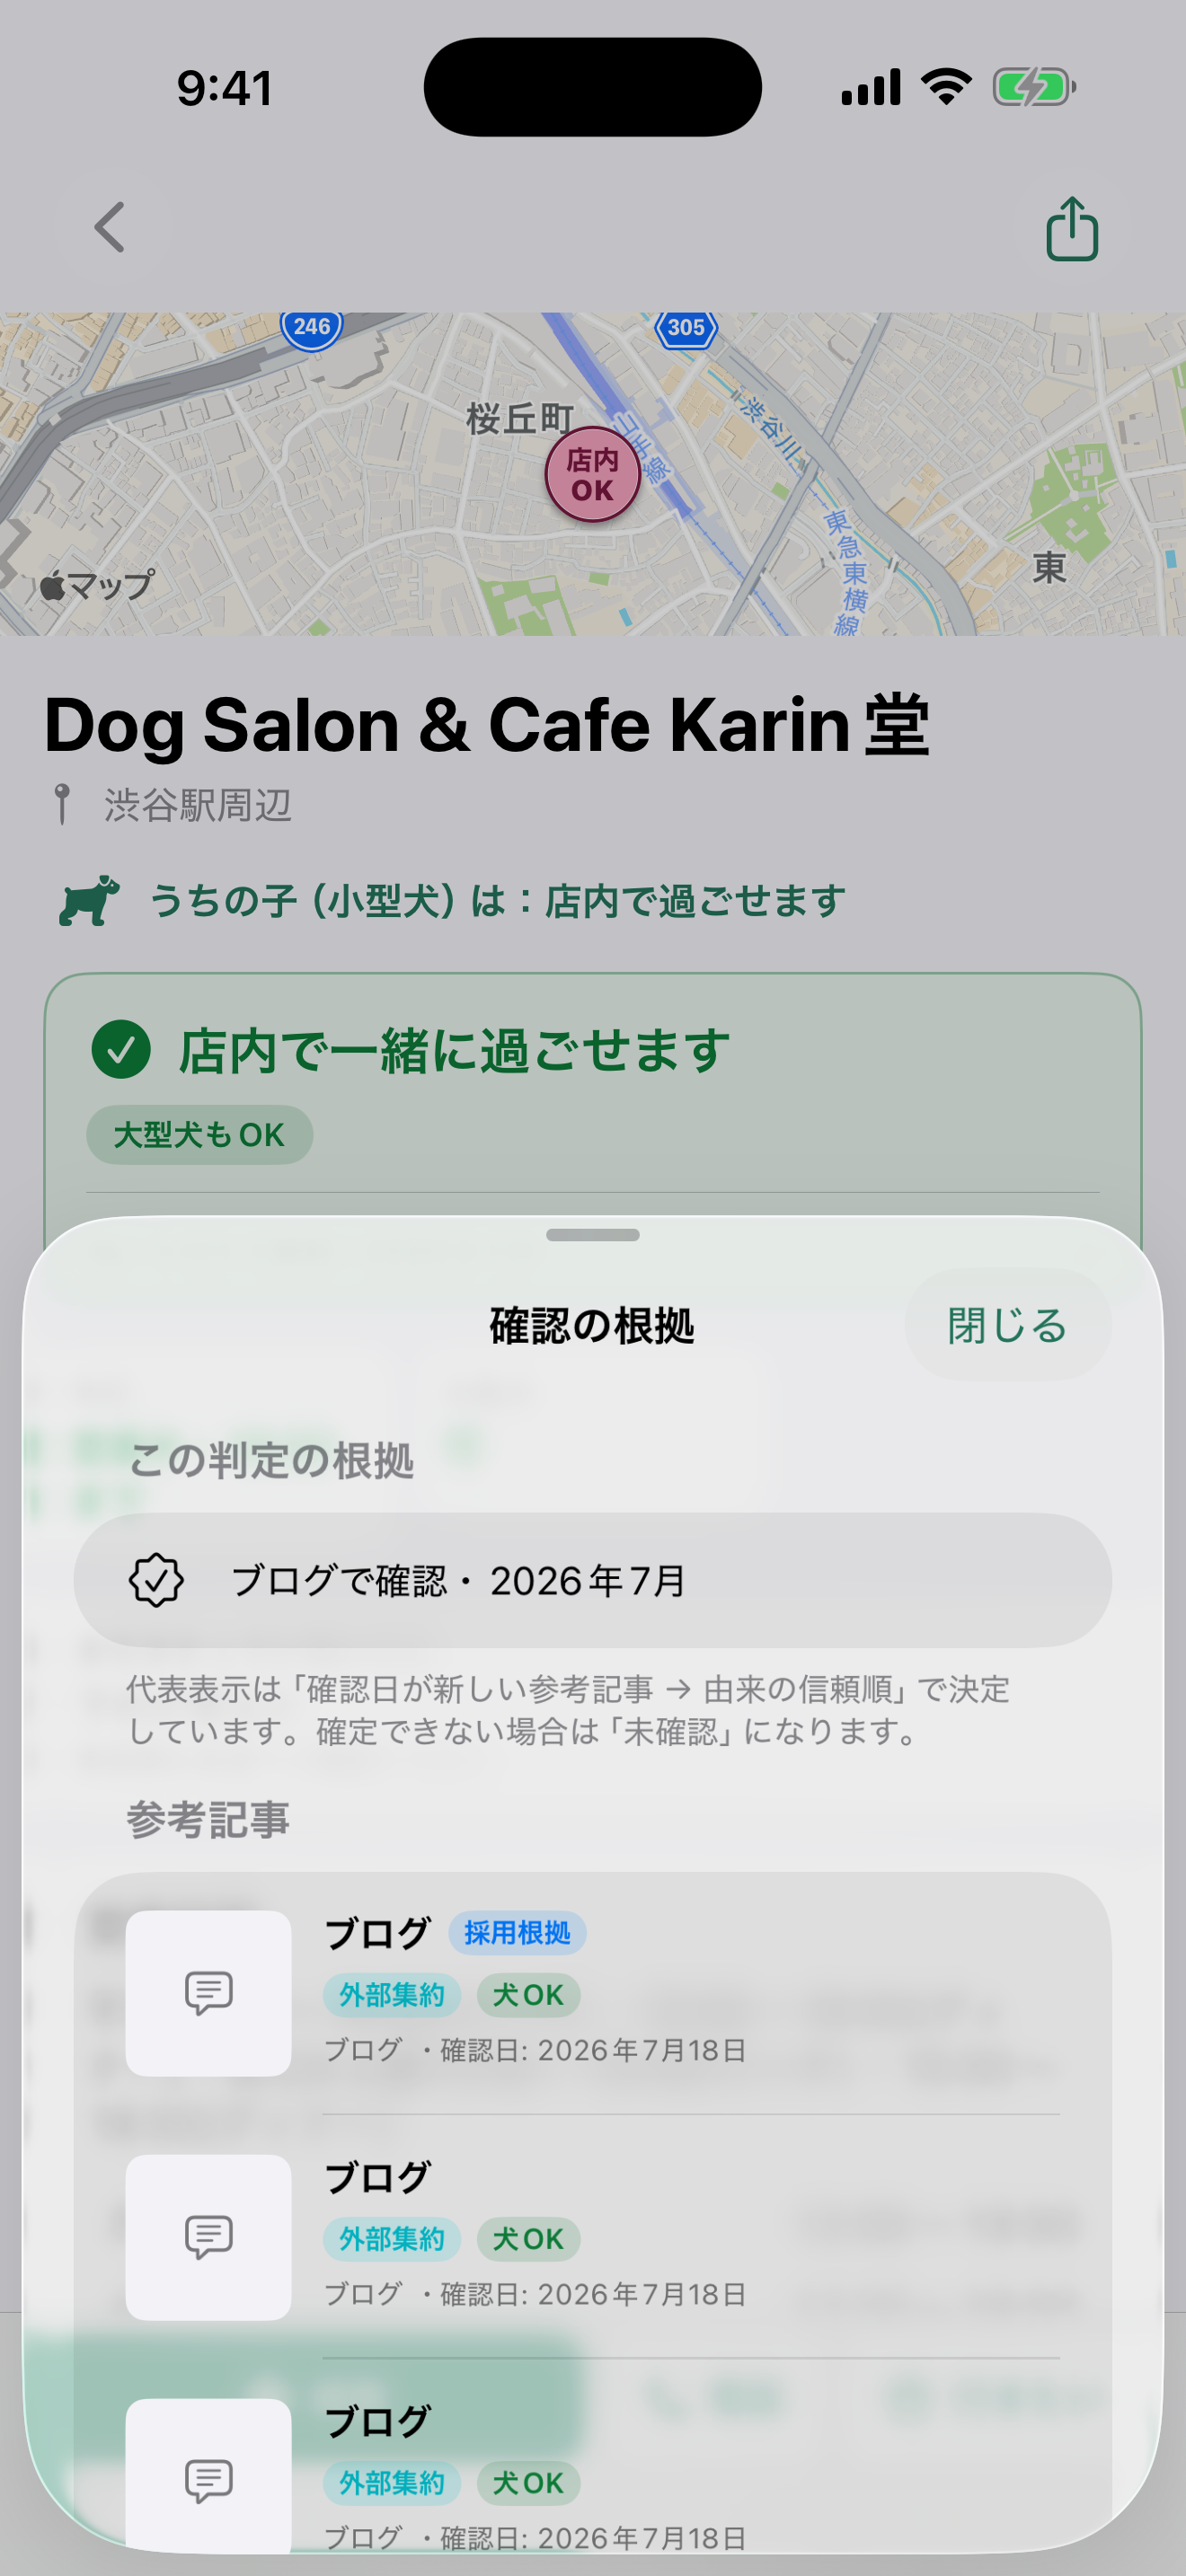 9:41
246
305
桜丘町
山手線
渋谷川
店内
OK
東急東横線
東
マップ
Dog Salon & Cafe Karin 堂
渋谷駅周辺
うちの子（小型犬）は：店内で過ごせます
店内で一緒に過ごせます
大型犬もOK
確認の根拠
閉じる
この判定の根拠
ブログで確認・ 2026年7月
代表表示は「確認日が新しい参考記事 → 由来の信頼順」で決定
しています。確定できない場合は「未確認」になります。
参考記事
ブログ 採用根拠
外部集約 犬OK
ブログ ・確認日: 2026年7月18日
ブログ
外部集約 犬OK
ブログ ・確認日: 2026年7月18日
ブログ
外部集約 犬OK
ブログ ・確認日: 2026年7月18日